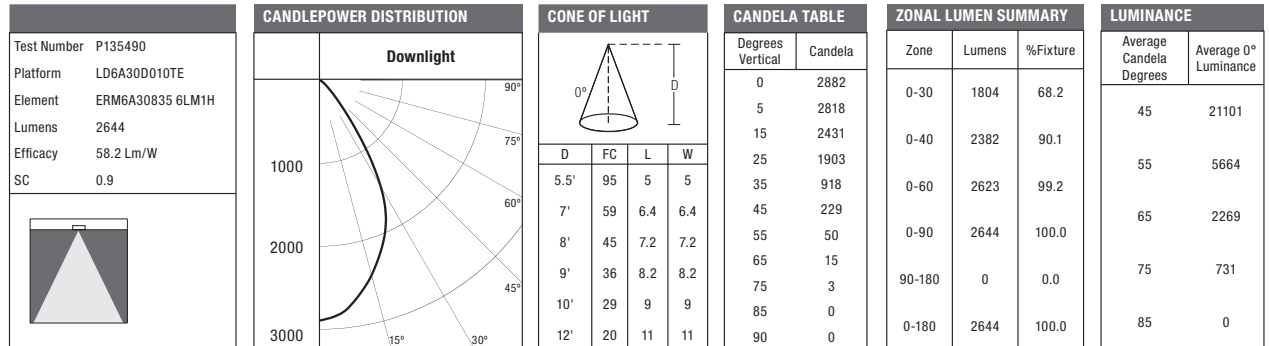 Test Number P135490
Platform LD6A30D010TE
Element ERM6A30835 6LM1H
Lumens 2644
Efficacy 58.2 Lm/W
SC 0.9
CANDLEPOWER DISTRIBUTION
Downlight
90º
75º
1000
60º
2000
45º
3000
15º 30º
CONE OF LIGHT
0º D
D FC L W
5.5' 95 5 5
7' 59 6.4 6.4
8' 45 7.2 7.2
9' 36 8.2 8.2
10' 29 9 9
12' 20 11 11
CANDELA TABLE
Degrees
Vertical
Candela
0 2882
5 2818
15 2431
25 1903
35 918
45 229
55 50
65 15
75 3
85 0
90 0
ZONAL LUMEN SUMMARY
Zone Lumens %Fixture
0-30 1804 68.2
0-40 2382 90.1
0-60 2623 99.2
0-90 2644 100.0
90-180 0 0.0
0-180 2644 100.0
LUMINANCE
Average
Candela
Degrees
Average 0°
Luminance
45 21101
55 5664
65 2269
75 731
85 0